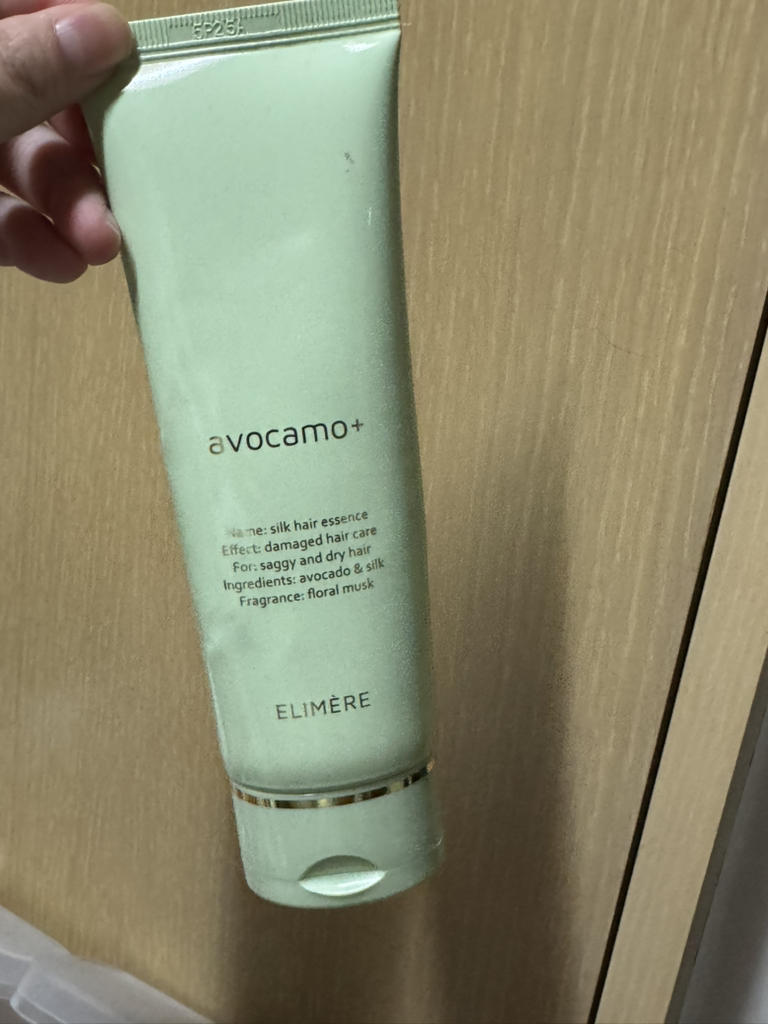 avocamo+
Name: silk hair essence
Effect: damaged hair care
For: saggy and dry hair
Ingredients: avocado & silk
Fragrance: floral musk
ELIMÈRE